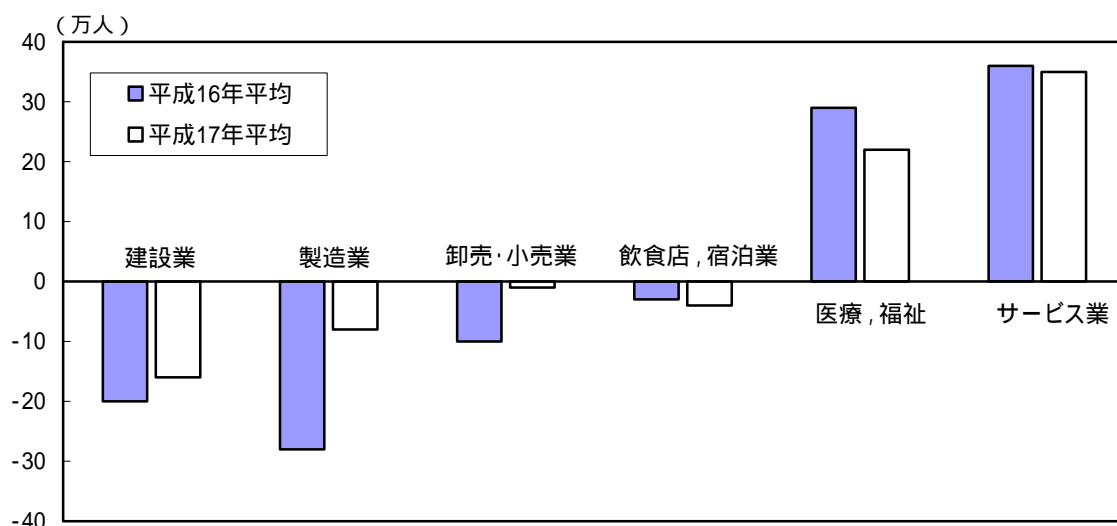 (万人)
40
30
20
10
0
-10
-20
-30
-40
平成16年平均
平成17年平均
建設業
製造業
卸売・小売業
飲食店,宿泊業
医療,福祉
サービス業